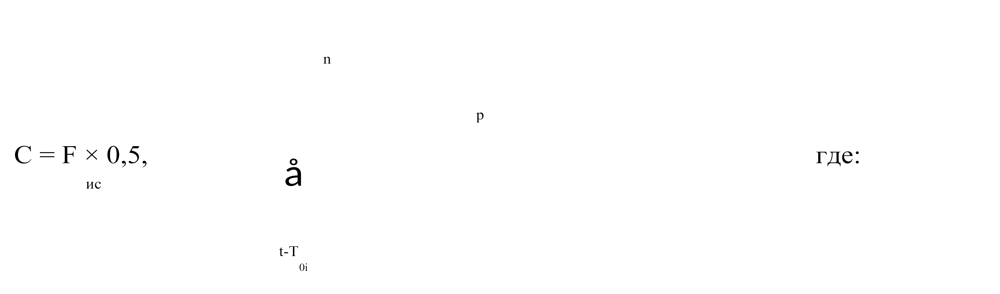 n
p
C = F × 0,5, где:
ис
å
t-T
0i